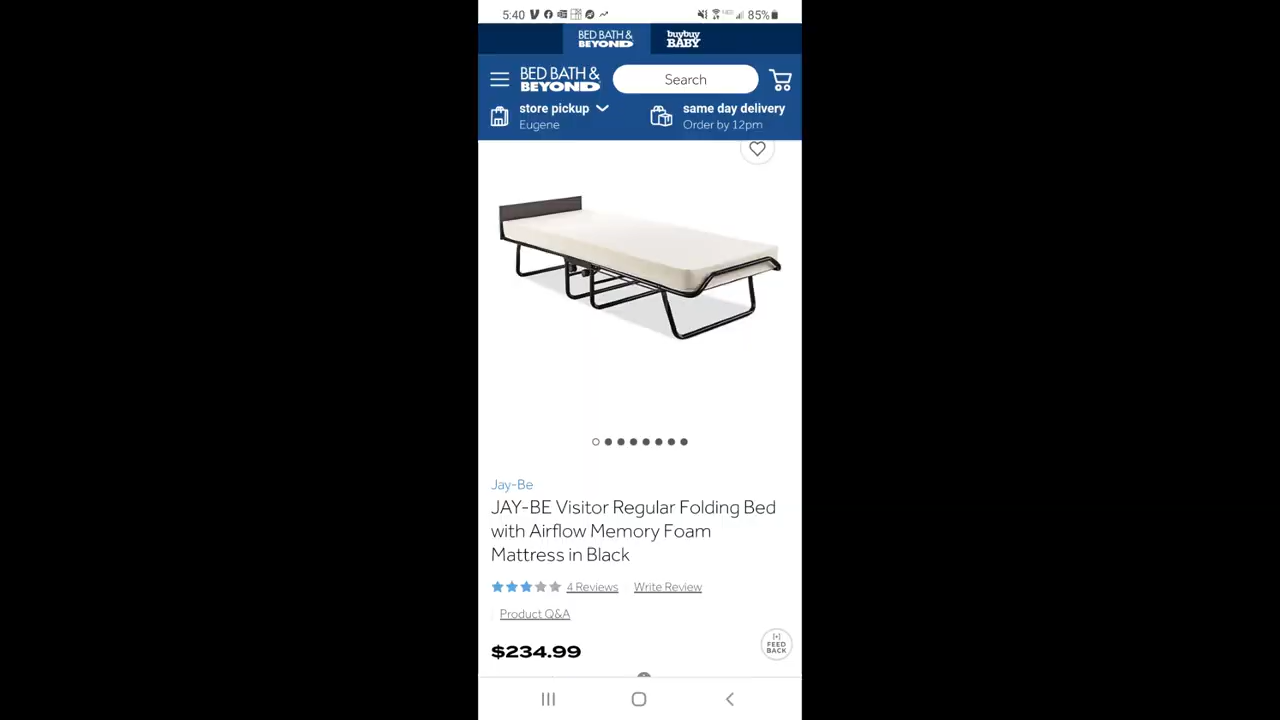 5:40
85%
BED BATH &
BEYOND
buybuy
BABY
BED BATH &
BEYOND
Search
store pickup
Eugene
same day delivery
Order by 12pm
Jay-Be
JAY-BE Visitor Regular Folding Bed
with Airflow Memory Foam
Mattress in Black
4 Reviews Write Review
Product Q&A
$234.99
FEED
BACK